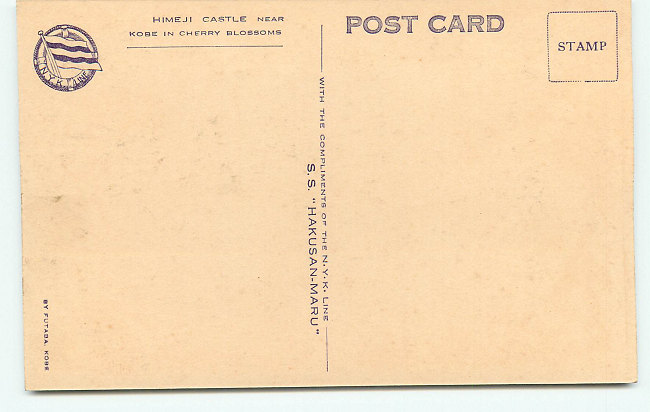 HIMEJI CASTLE NEAR
KOBE IN CHERRY BLOSSOMS
N.Y.K. LINE
POST CARD
STAMP
WITH THE COMPLIMENTS OF THE N.Y.K. LINE
S. S. "HAKUSAN-MARU"
BY FUTABA, KOBE